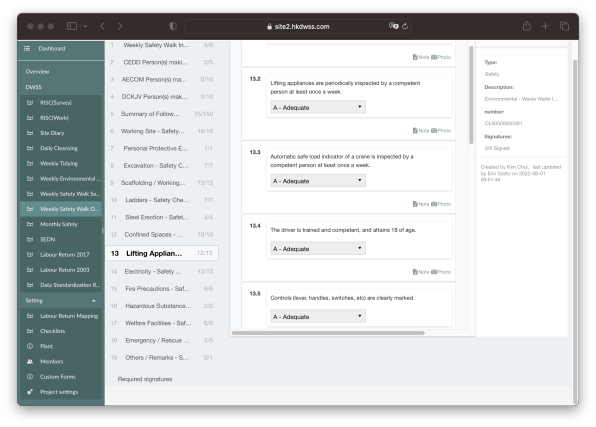 site2.hkdwss.com
Dashboard
Overview
DWSS
RISC(Survey)
RISC(Work)
Site Diary
Daily Cleansing
Weekly Tidying
Weekly Environmental ...
Weekly Safety Walk Se...
Weekly Safety Walk O...
Monthly Safety
SEDN
Labour Return 2017
Labour Return 2003
Data Standardization R...
Setting
Labour Return Mapping
Checklists
Plant
Members
Custom Forms
Project settings
1 Weekly Safety Walk In... 5/6
2 CEDD Person(s) maki... 0/5
3 AECOM Person(s) ma... 0/10
4 OCKJV Person(s) mak... 0/10
5 Summary of Follow... 75/150
6 Working Site - Safety... 16/16
7 Personal Protective E... 1/1
8 Excavation - Safety C... 7/7
9 Scaffolding / Working... 13/13
10 Ladders - Safety Che... 7/7
11 Steel Erection - Safet... 4/4
12 Confined Spaces - ... 10/10
13 Lifting Applian... 12/12
14 Electricity - Safety ... 13/13
15 Fire Precautions - Saf... 6/6
16 Hazardous Substance... 2/2
17 Welfare Facilities - Saf... 6/6
18 Emergency / Rescue ... 5/5
19 Others / Remarks - S... 0/1
Required signatures
Note Photo
13.2
Lifting appliances are periodically inspected by a competent
person at least once a week.
A - Adequate
Note Photo
13.3
Automatic safe load indicator of a crane is inspected by a
competent person at least once a week.
A - Adequate
Note Photo
13.4
The driver is trained and competent, and attains 18 of age.
A - Adequate
Note Photo
13.5
Controls (lever, handles, switches, etc) are clearly marked.
A - Adequate
Type:
Safety
Description:
Environmental - Waste Water I...
number:
CL00000000491
Signatures:
0/0 Signed
Created by Kim Chui, last updated
on 2022-08-01